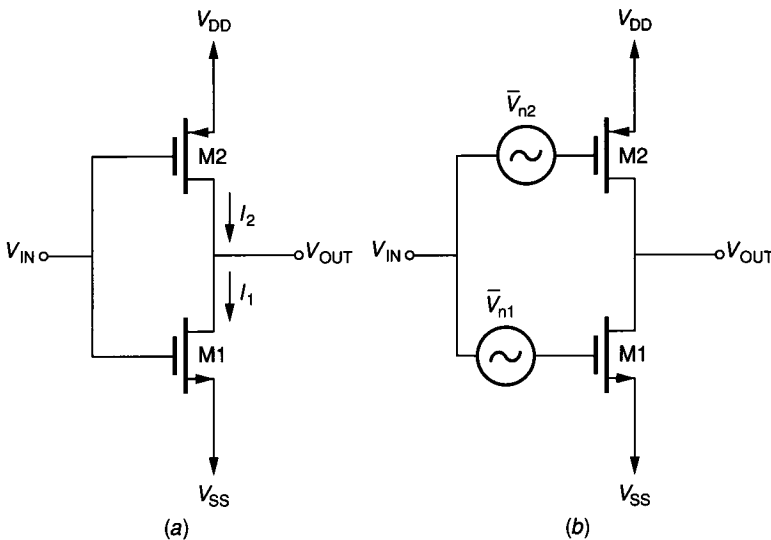 V_DD
M2
I_2
V_IN
V_OUT
I_1
M1
V_SS
(a)
V_DD
V̅_n2
M2
V_IN
V_OUT
V̅_n1
M1
V_SS
(b)